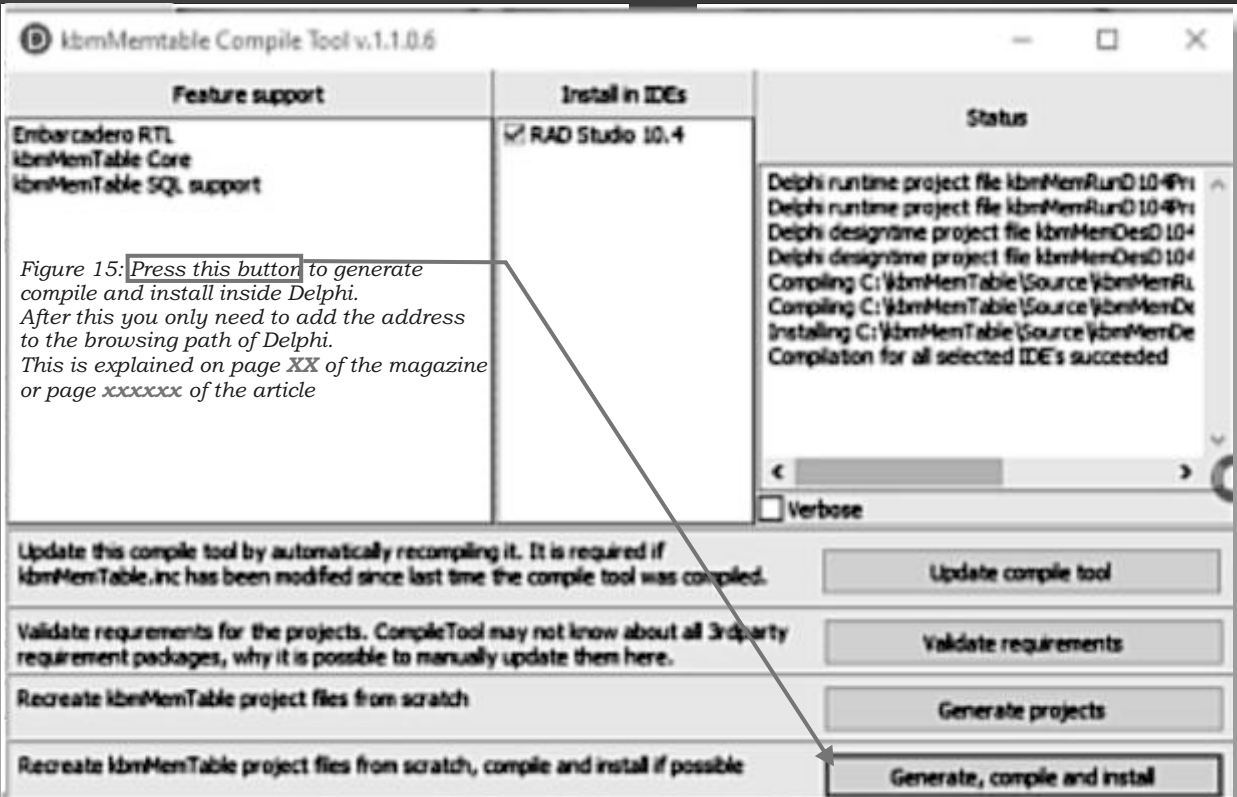 kbmMemtable Compile Tool v.1.1.0.6
Feature support
Embarcadero RTL
kbmMemTable Core
kbmMemTable SQL support
Figure 15: Press this button to generate
compile and install inside Delphi.
After this you only need to add the address
to the browsing path of Delphi.
This is explained on page XX of the magazine
or page xxxxxx of the article
Install in IDEs
RAD Studio 10.4
Status
Delphi runtime project file kbmMemRunD104Pr
Delphi runtime project file kbmMemRunD104Pr
Delphi designtime project file kbmMemDesD104
Delphi designtime project file kbmMemDesD104
Compiling C:\kbmMemTable\Source\kbmMemRu
Compiling C:\kbmMemTable\Source\kbmMemDe
Installing C:\kbmMemTable\Source\kbmMemDe
Compilation for all selected IDE's succeeded
Verbose
Update this compile tool by automatically recompiling it. It is required if
kbmMemTable.inc has been modified since last time the compile tool was compiled.
Update compile tool
Validate requrements for the projects. CompileTool may not know about all 3rdparty
requirement packages, why it is possible to manually update them here.
Validate requirements
Recreate kbmMemTable project files from scratch
Generate projects
Recreate kbmMemTable project files from scratch, compile and install if possible
Generate, compile and install